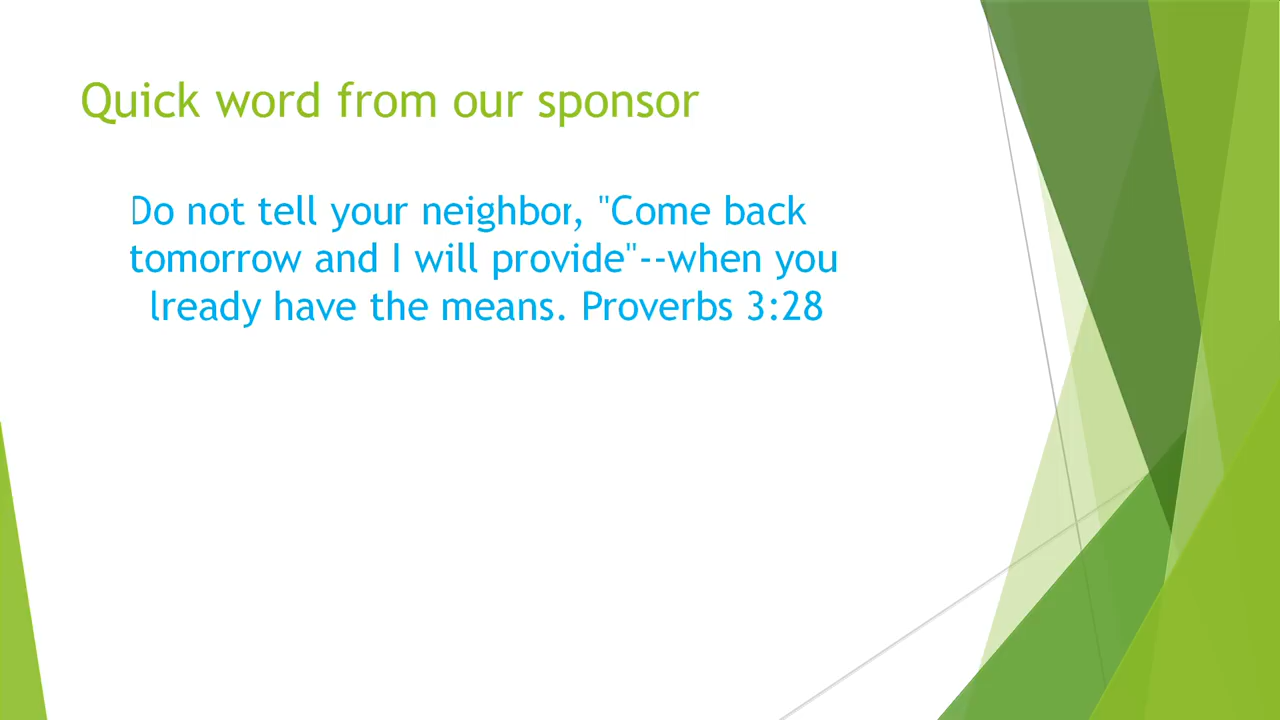 Quick word from our sponsor
Do not tell your neighbor, "Come back
tomorrow and I will provide"--when you
lready have the means. Proverbs 3:28